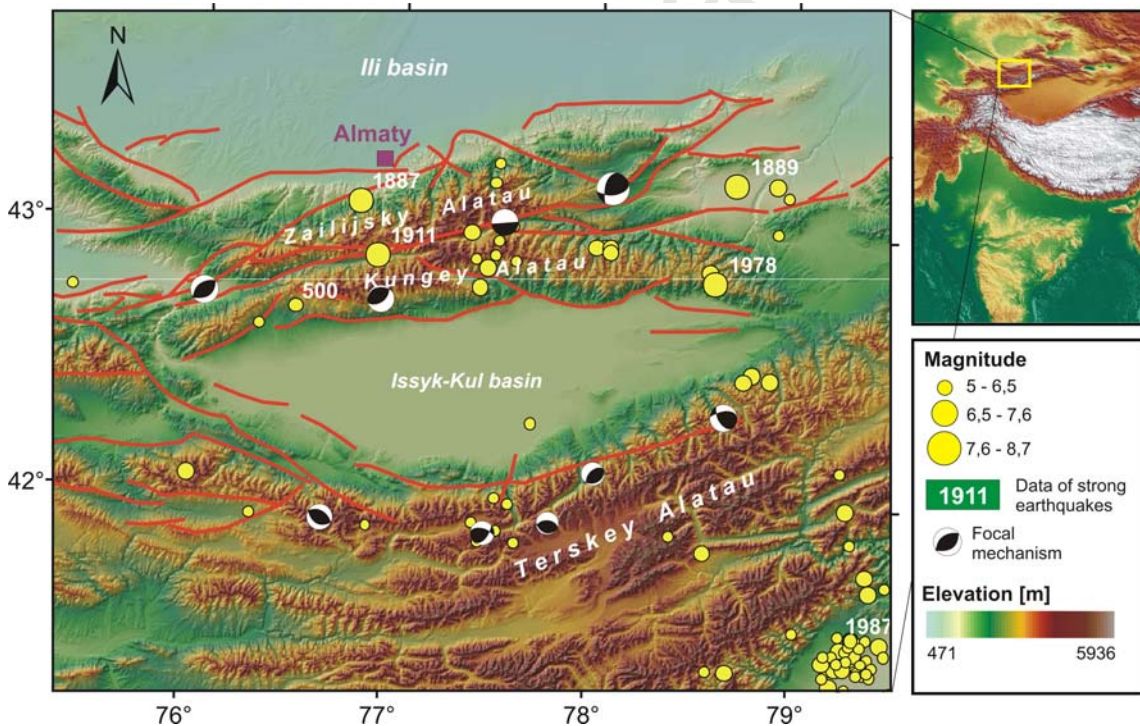 N
Ili basin
Almaty
1887
1889
43°
Zailijsky Alatau
1911
Kungey Alatau
1978
500
Issyk-Kul basin
42°
Terskey Alatau
1987
76°
77°
78°
79°
Magnitude
5 - 6,5
6,5 - 7,6
7,6 - 8,7
1911
Data of strong
earthquakes
Focal
mechanism
Elevation [m]
471
5936